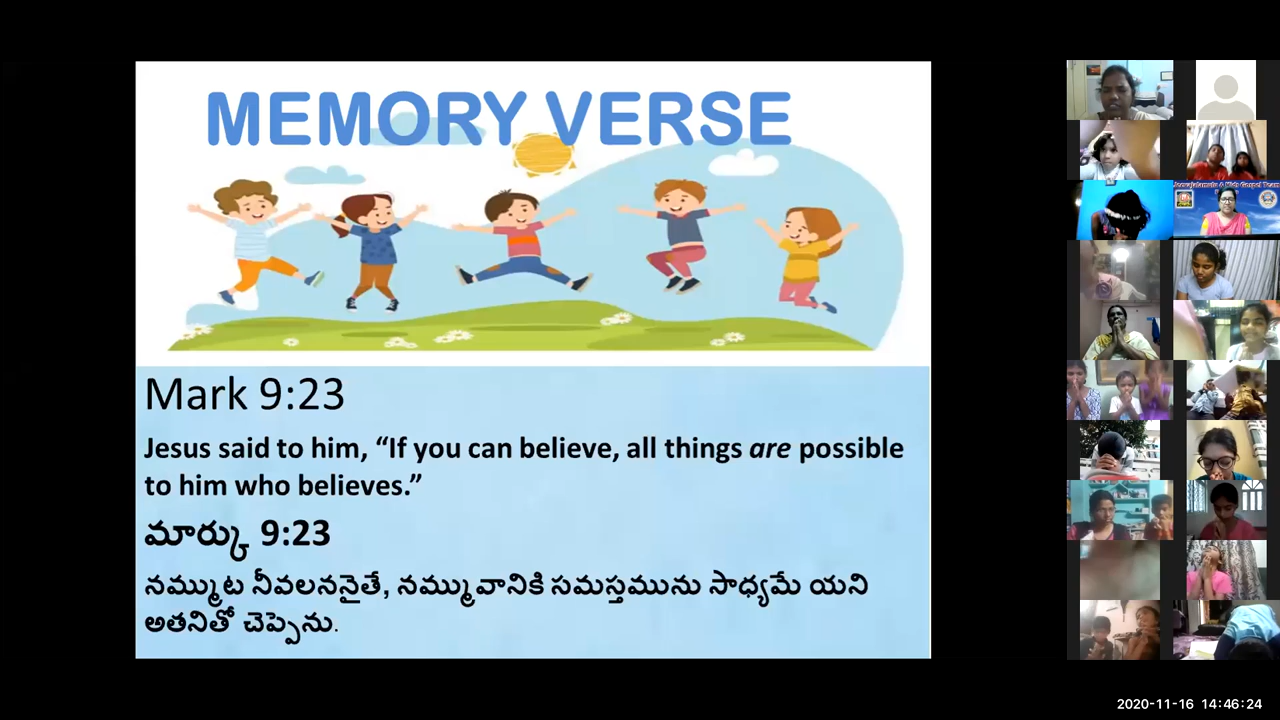 MEMORY VERSE
Mark 9:23
Jesus said to him, “If you can believe, all things are possible
to him who believes.”
మార్కు 9:23
నమ్ముట నీవలననైతే, నమ్మువానికి సమస్తమును సాధ్యమే యని
అతనితో చెప్పెను.
2020-11-16 14:46:24